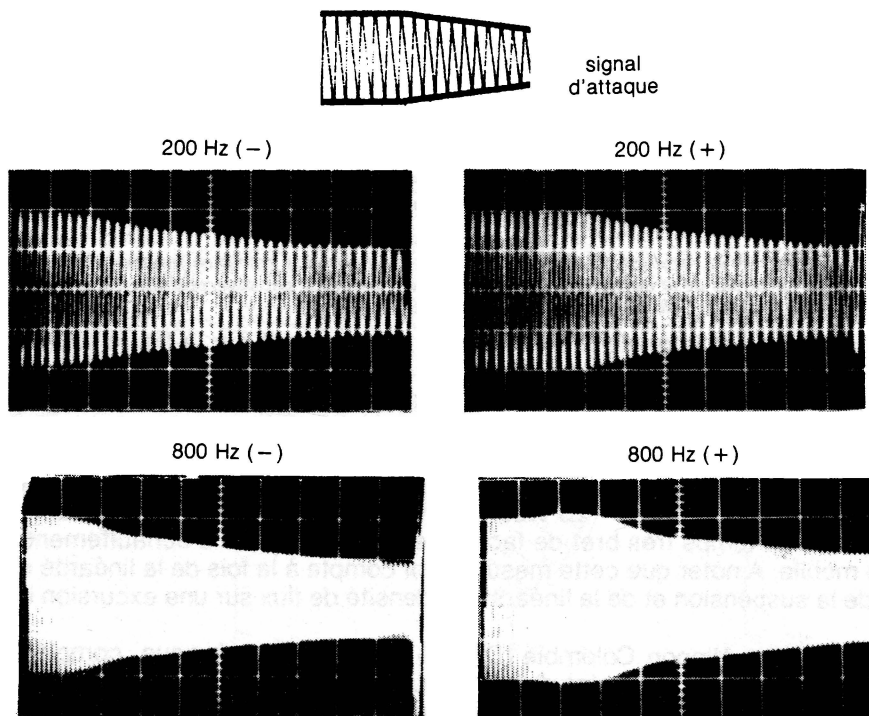 signal
d'attaque
200 Hz (−)
200 Hz (+)
800 Hz (−)
800 Hz (+)